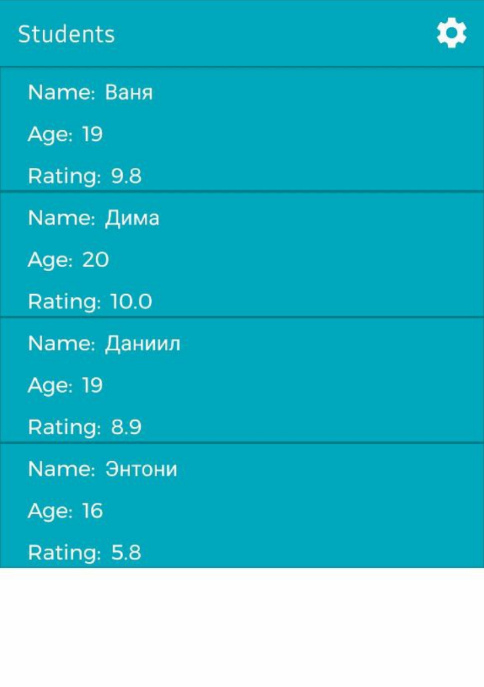 Students
Name: Ваня
Age: 19
Rating: 9.8
Name: Дима
Age: 20
Rating: 10.0
Name: Даниил
Age: 19
Rating: 8.9
Name: Энтони
Age: 16
Rating: 5.8